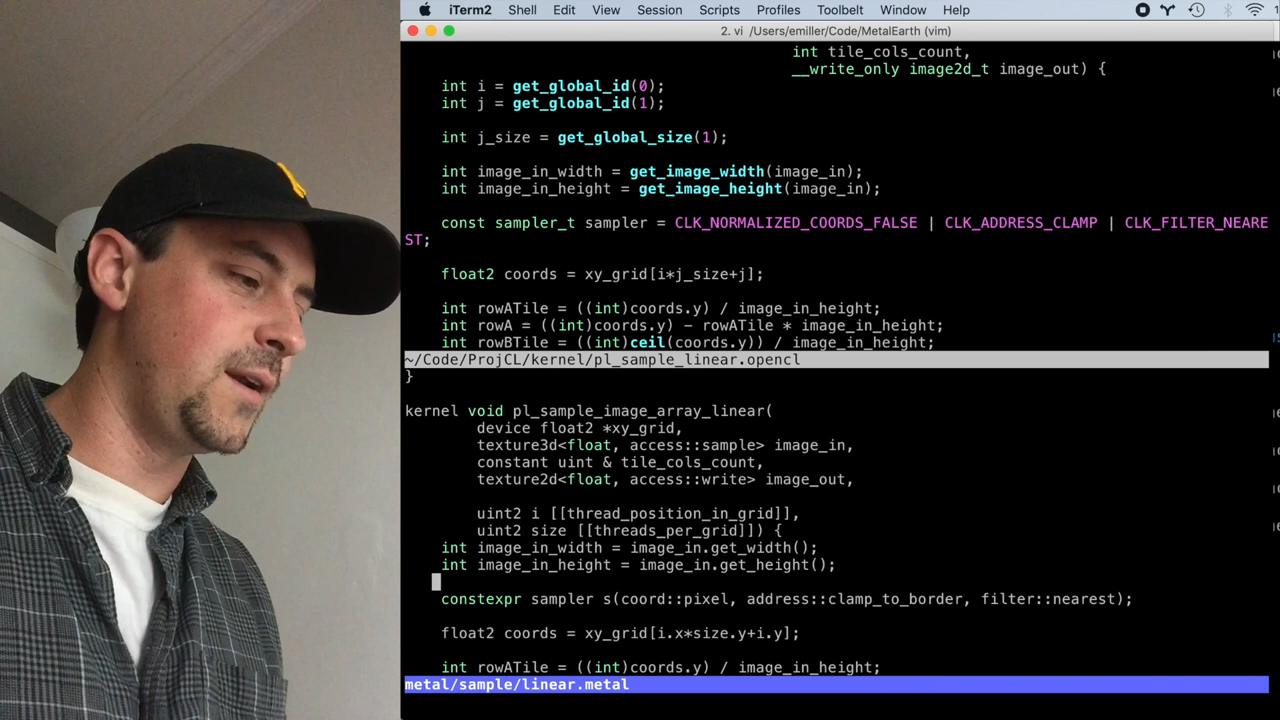 iTerm2 Shell Edit View Session Scripts Profiles Toolbelt Window Help
2. vi /Users/emiller/Code/MetalEarth (vim)
int tile_cols_count,
__write_only image2d_t image_out) {
int i = get_global_id(0);
int j = get_global_id(1);
int j_size = get_global_size(1);
int image_in_width = get_image_width(image_in);
int image_in_height = get_image_height(image_in);
const sampler_t sampler = CLK_NORMALIZED_COORDS_FALSE | CLK_ADDRESS_CLAMP | CLK_FILTER_NEARE
ST;
float2 coords = xy_grid[i*j_size+j];
int rowATile = ((int)coords.y) / image_in_height;
int rowA = ((int)coords.y) - rowATile * image_in_height;
int rowBTile = ((int)ceil(coords.y)) / image_in_height;
~/Code/ProjCL/kernel/pl_sample_linear.opencl
}
kernel void pl_sample_image_array_linear(
device float2 *xy_grid,
texture3d<float, access::sample> image_in,
constant uint & tile_cols_count,
texture2d<float, access::write> image_out,
uint2 i [[thread_position_in_grid]],
uint2 size [[threads_per_grid]]) {
int image_in_width = image_in.get_width();
int image_in_height = image_in.get_height();
constexpr sampler s(coord::pixel, address::clamp_to_border, filter::nearest);
float2 coords = xy_grid[i.x*size.y+i.y];
int rowATile = ((int)coords.y) / image_in_height;
metal/sample/linear.metal